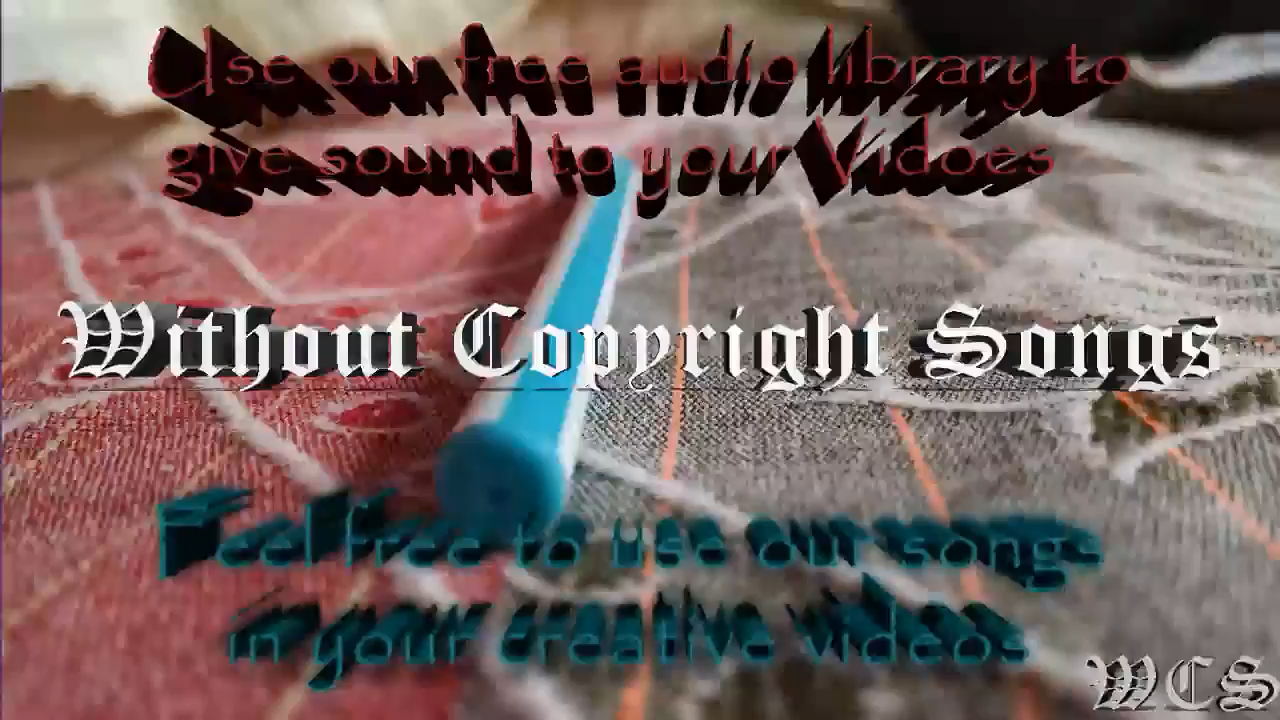 Use our free audio library to
give sound to your Vidoes
Without Copyright Songs
Feel free to use our songs
in your creative videos
WCS